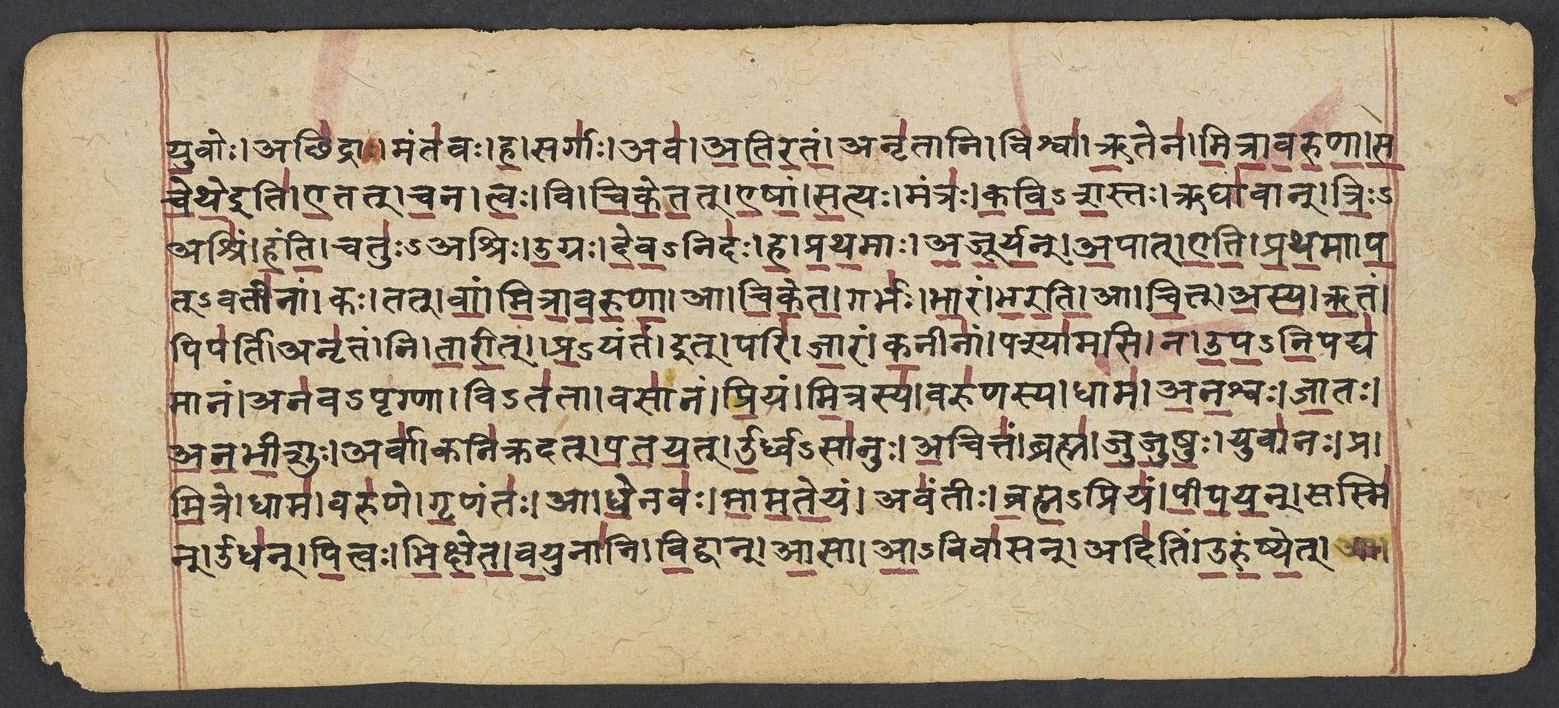 युवोः।अछिद्राः।मंतवः।ह।सर्गाः।अव।अतिरतं।अनृतानि।विश्वा।ऋतेन।मित्रावरुणा।स
चेथेइति।एतत्।चन।त्वः।वि।चिकेतत्।एषां।सत्यः।मंत्रः।कविऽशस्तः।ऋघावान्।त्रिःऽ
अश्रिं।हंति।चतुःऽअश्रिः।उग्रः।देवऽनिदः।ह।प्रथमाः।अजूर्यन्।अपात्।एति।प्रथमा।प
त्ऽवतीनां।कः।तत्।वां।मित्रावरुणा।आ।चिकेत।गर्भः।भारं।भरति।आ।चित्।अस्य।ऋतं।
पिपर्ति।अनृतं।नि।तारीत्।प्रऽयंतं।इत्।परि।जारं।कनीनां।पश्यामसि।न।उपऽनिपद्य
मानं।अनवऽपृग्णा।विऽतता।वसानं।प्रियं।मित्रस्य।वरुणस्य।धाम।अनश्वः।जातः।
अनभीशुः।अर्वा।कनिक्रदत्।पतयत्।ऊर्ध्वऽसानुः।अचित्तं।ब्रह्म।जुजुषुः।युवानः।प्र।
मित्रे।धाम।वरुणे।गृणंतः।आ।धेनवः।मामतेयं।अवंतीः।ब्रह्मऽप्रियं।पीपयन्।सस्मि
न्।ऊधन्।पित्वः।भिक्षेत।वयुनानि।विद्वान्।आसा।आऽविवासन्।अदितिं।उरुष्येत्।